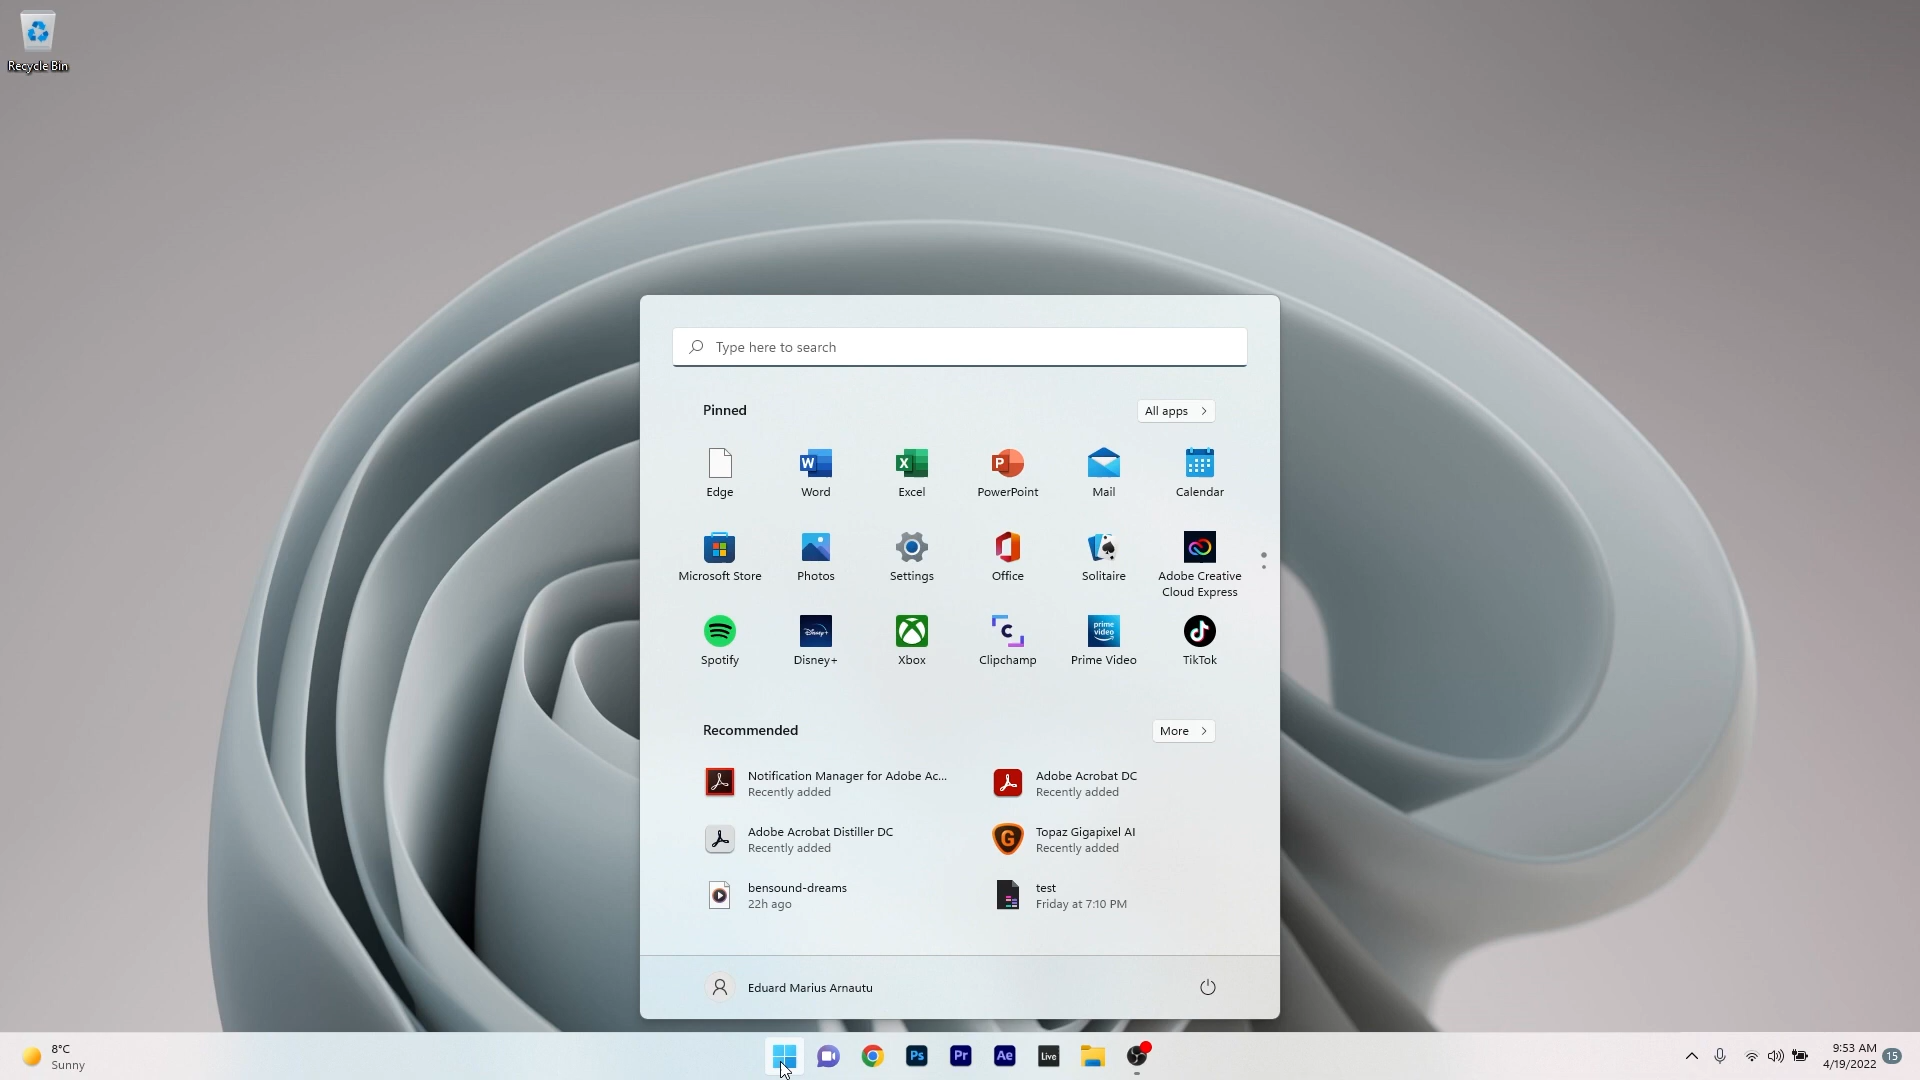 Recycle Bin
Type here to search
Pinned
All apps
Edge
Word
Excel
PowerPoint
Mail
Calendar
Microsoft Store
Photos
Settings
Office
Solitaire
Adobe Creative
Cloud Express
Spotify
Disney+
Xbox
Clipchamp
prime
video
Prime Video
TikTok
Recommended
More
Notification Manager for Adobe Ac...
Recently added
Adobe Acrobat DC
Recently added
Adobe Acrobat Distiller DC
Recently added
Topaz Gigapixel AI
Recently added
bensound-dreams
22h ago
test
Friday at 7:10 PM
Eduard Marius Arnautu
8°C
Sunny
Ps
Pr
Ae
Live
9:53 AM
4/19/2022
15